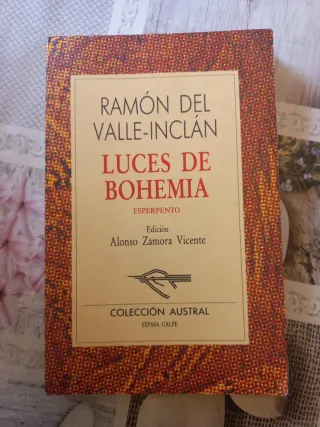 RAMÓN DEL
VALLE-INCLÁN
LUCES DE
BOHEMIA
ESPERPENTO
Edición
Alonso Zamora Vicente
COLECCIÓN AUSTRAL
ESPASA CALPE